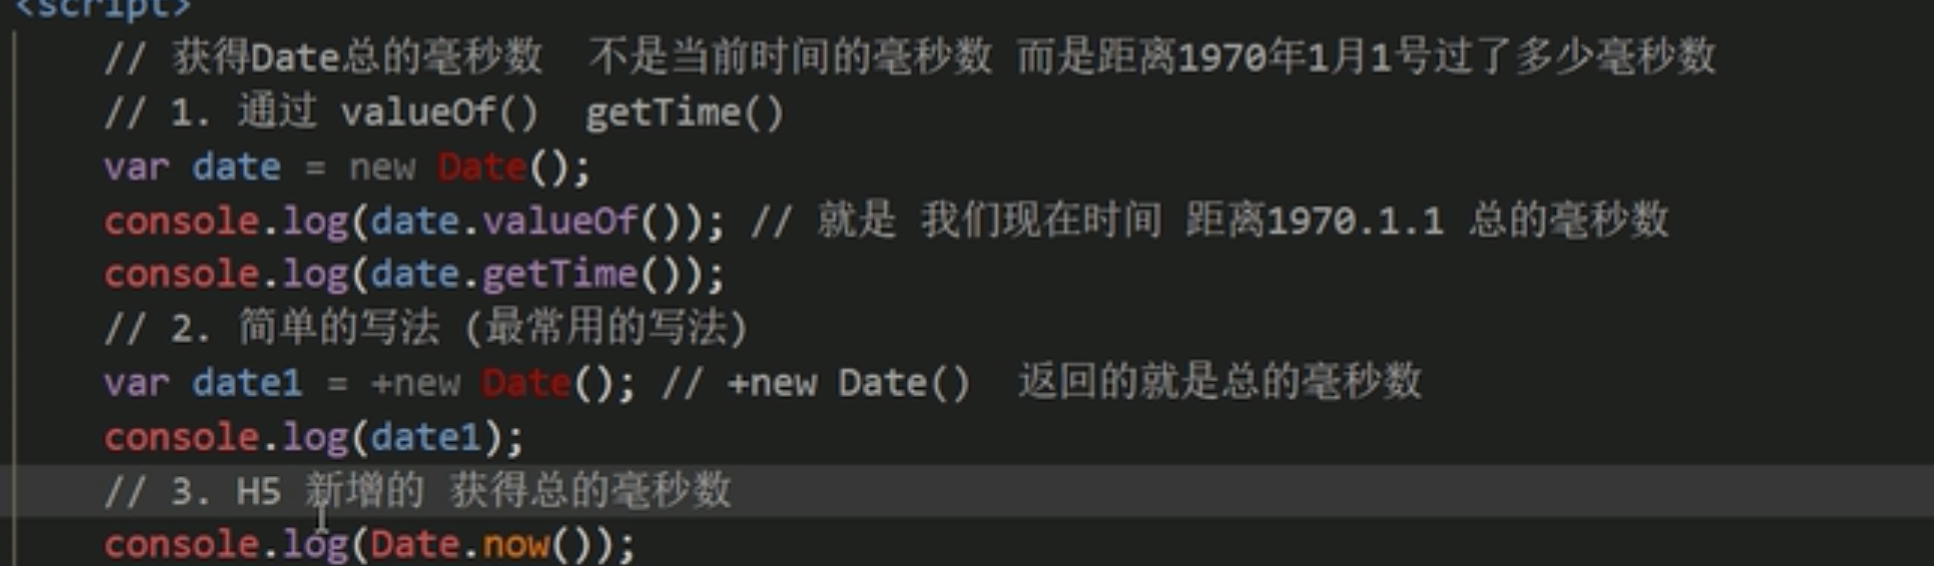 <script>
// 获得Date总的毫秒数  不是当前时间的毫秒数 而是距离1970年1月1号过了多少毫秒数
// 1. 通过 valueOf()  getTime()
var date = new Date();
console.log(date.valueOf()); // 就是 我们现在时间 距离1970.1.1 总的毫秒数
console.log(date.getTime());
// 2. 简单的写法 (最常用的写法)
var date1 = +new Date(); // +new Date()  返回的就是总的毫秒数
console.log(date1);
// 3. H5 新增的 获得总的毫秒数
console.log(Date.now());